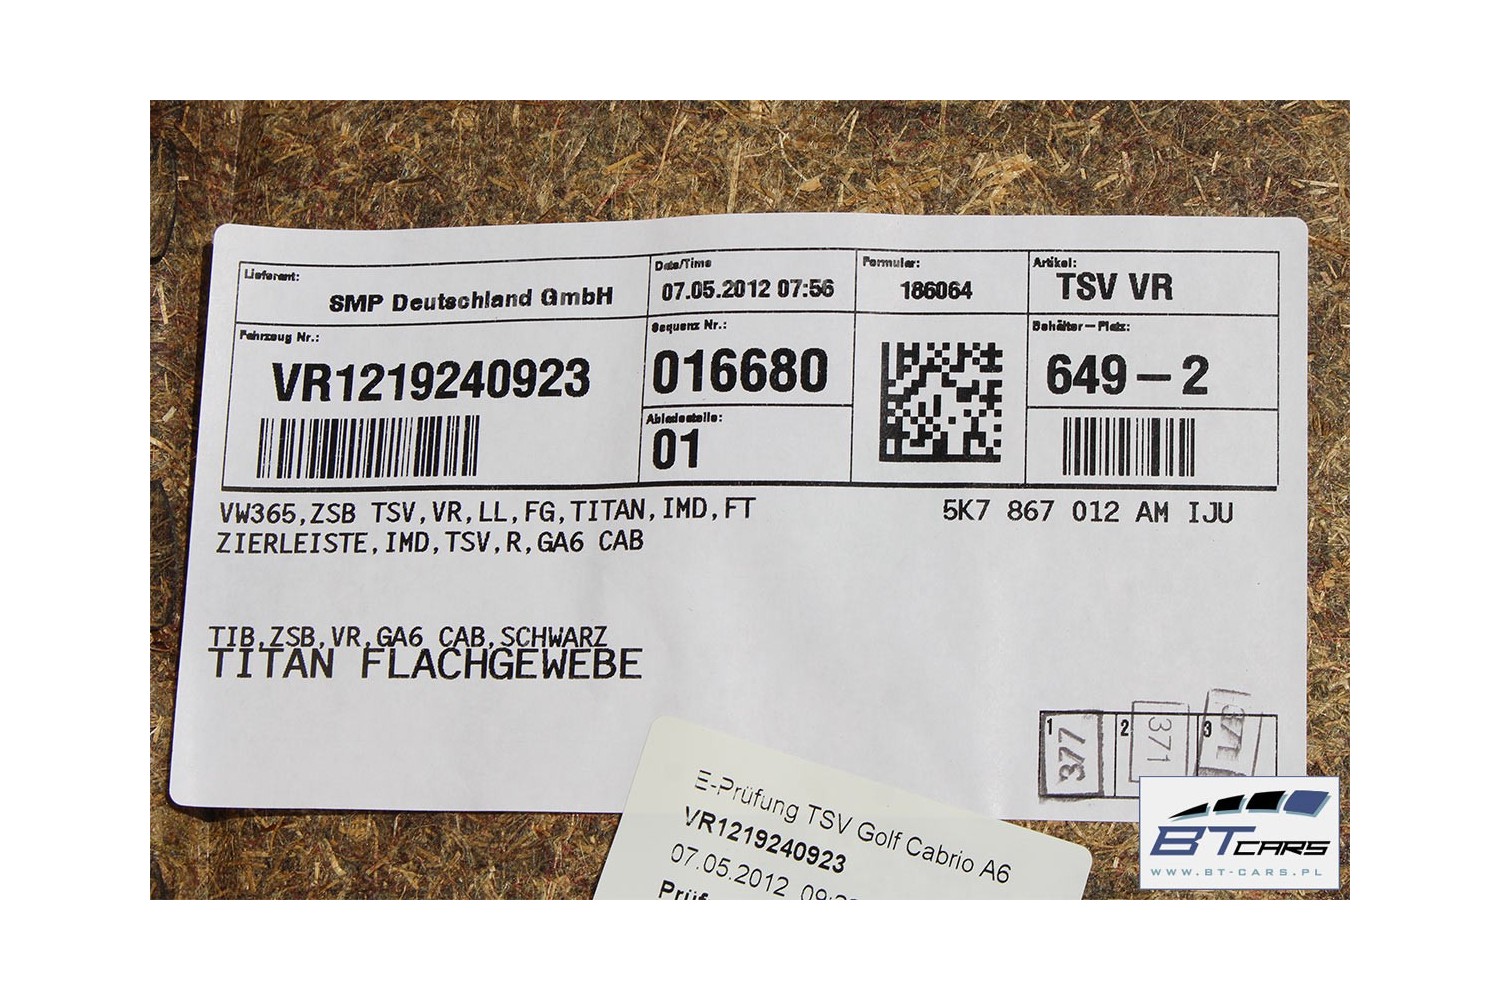 Lieferant:
SMP Deutschland GmbH
Date/Time
07.05.2012 07:56
Formular:
186064
Artikel:
TSV VR
Fahrzeug Nr.:
VR1219240923
Sequenz Nr.:
016680
Abladestelle:
01
Behälter-Platz:
649-2
VW365,ZSB TSV,VR,LL,FG,TITAN,IMD,FT
5K7 867 012 AM IJU
ZIERLEISTE,IMD,TSV,R,GA6 CAB
TIB,ZSB,VR,GA6 CAB,SCHWARZ
TITAN FLACHGEWEBE
1
377
2
371
3
371
E-Prüfung TSV Golf Cabrio A6
VR1219240923
07.05.2012
BT CARS
WWW.BT-CARS.PL